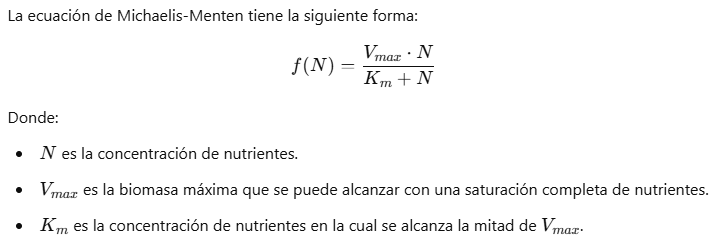 La ecuación de Michaelis-Menten tiene la siguiente forma:
f(N) = \frac{V_{max} \cdot N}{K_m + N}
Donde:
• N es la concentración de nutrientes.
• V_{max} es la biomasa máxima que se puede alcanzar con una saturación completa de nutrientes.
• K_m es la concentración de nutrientes en la cual se alcanza la mitad de V_{max}.